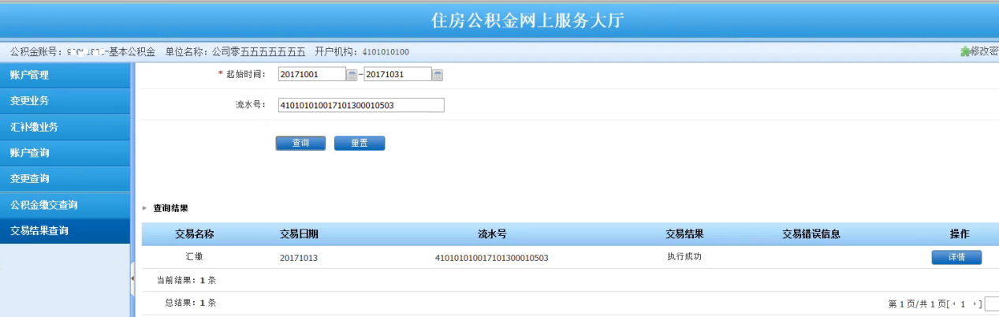 住房公积金网上服务大厅
公积金账号： -基本公积金 单位名称：公司零五五五五五五五 开户机构：4101010100 修改密
账户管理
变更业务
汇补缴业务
账户查询
变更查询
公积金缴交查询
交易结果查询
* 起始时间： 20171001 - 20171031
流水号： 410101010017101300010503
查询 重置
查询结果
交易名称 交易日期 流水号 交易结果 交易错误信息 操作
汇缴 20171013 410101010017101300010503 执行成功 详情
当前结果：1 条
总结果：1 条 第 1 页/共 1 页[ 1 ]